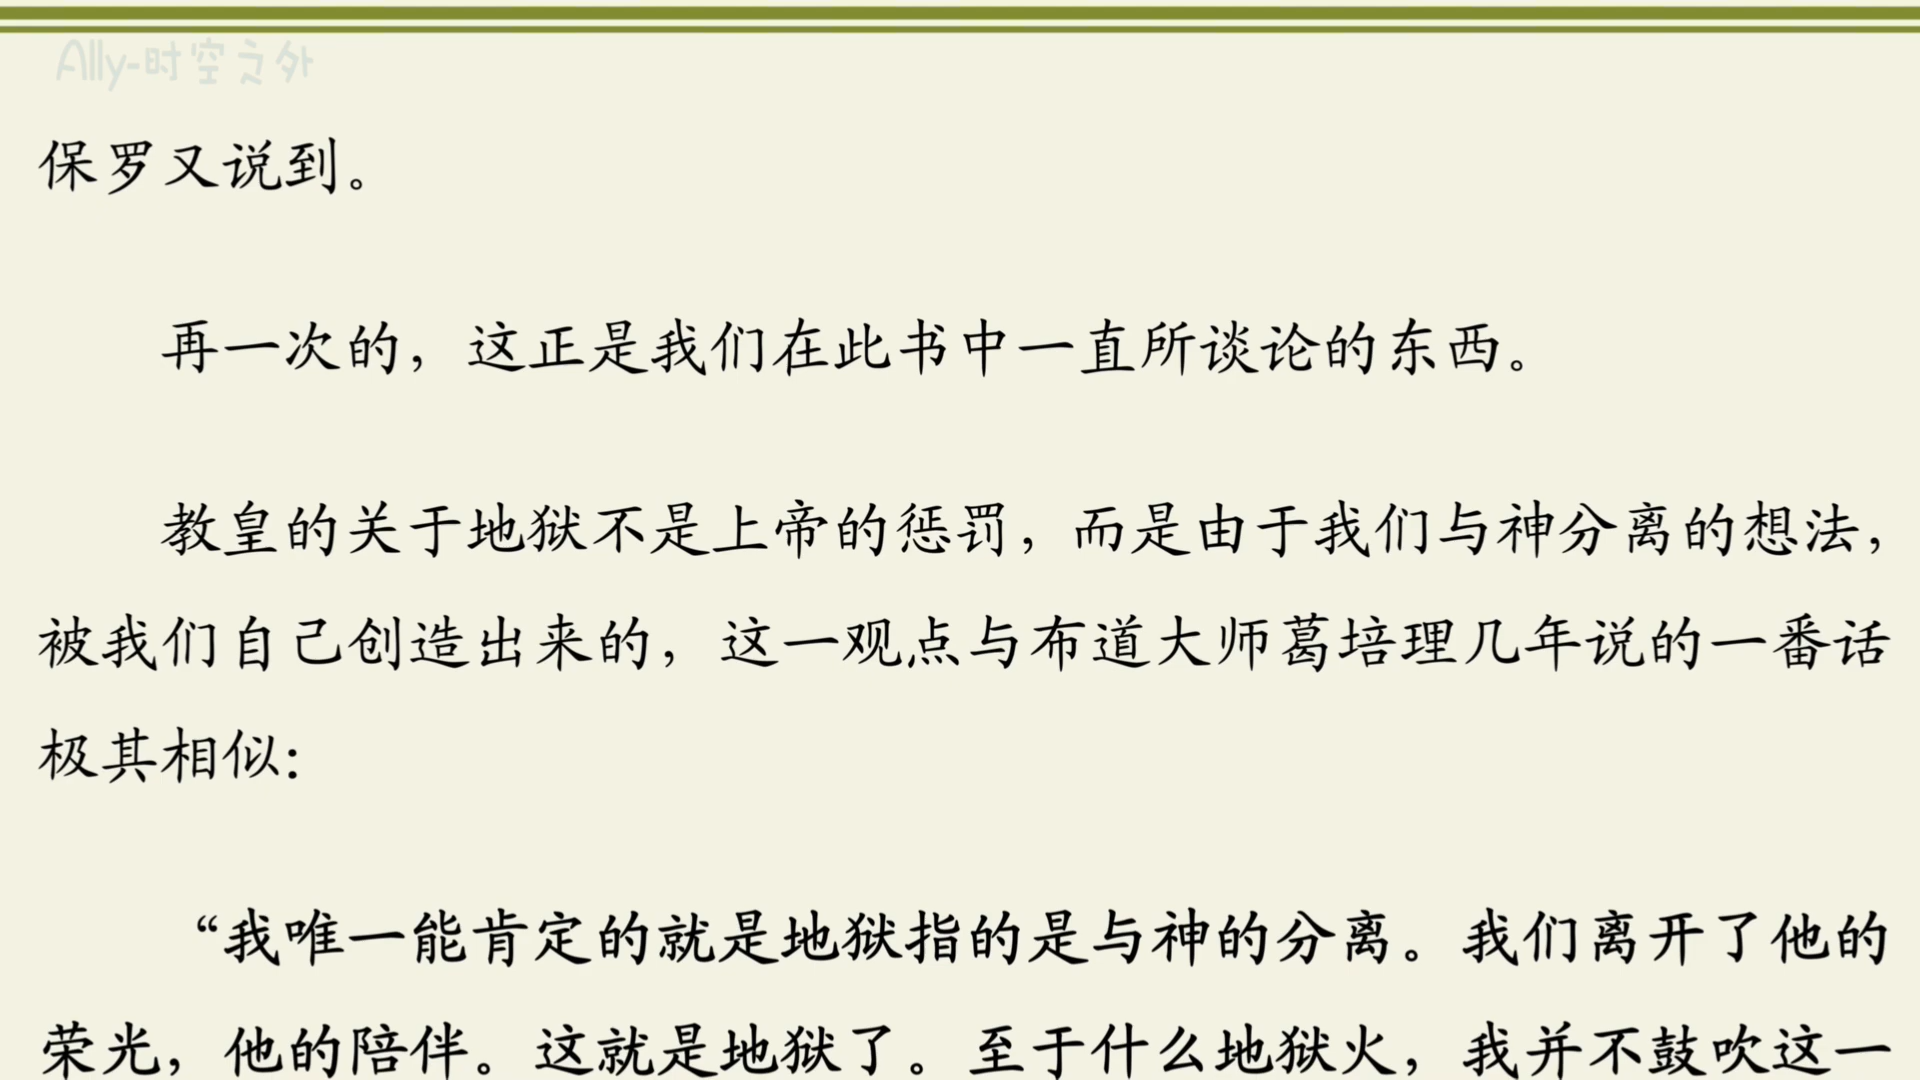 Ally-时空之外
保罗又说到。
再一次的，这正是我们在此书中一直所谈论的东西。
教皇的关于地狱不是上帝的惩罚，而是由于我们与神分离的想法，
被我们自己创造出来的，这一观点与布道大师葛培理几年说的一番话
极其相似：
“我唯一能肯定的就是地狱指的是与神的分离。我们离开了他的
荣光，他的陪伴。这就是地狱了。至于什么地狱火，我并不鼓吹这一